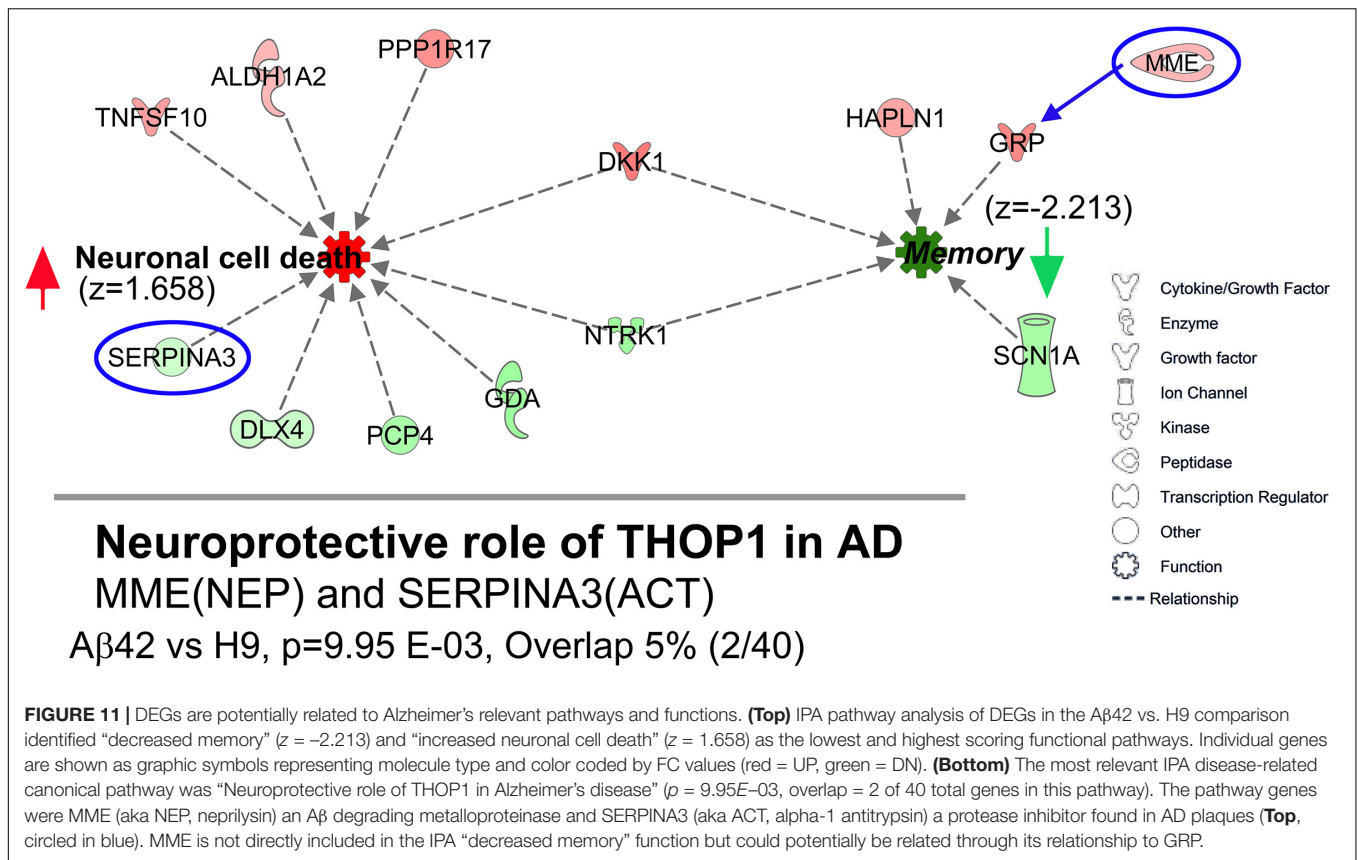 PPP1R17
ALDH1A2
MME
TNFSF10
HAPLN1
GRP
DKK1
(z=-2.213)
Neuronal cell death
(z=1.658)
Memory
SERPINA3
NTRK1
SCN1A
GDA
DLX4
PCP4
Cytokine/Growth Factor
Enzyme
Growth factor
Ion Channel
Kinase
Peptidase
Transcription Regulator
Other
Function
Relationship
Neuroprotective role of THOP1 in AD
MME(NEP) and SERPINA3(ACT)
Aβ42 vs H9, p=9.95 E-03, Overlap 5% (2/40)
FIGURE 11 | DEGs are potentially related to Alzheimer's relevant pathways and functions. (Top) IPA pathway analysis of DEGs in the Aβ42 vs. H9 comparison
identified “decreased memory” (z = –2.213) and “increased neuronal cell death” (z = 1.658) as the lowest and highest scoring functional pathways. Individual genes
are shown as graphic symbols representing molecule type and color coded by FC values (red = UP, green = DN). (Bottom) The most relevant IPA disease-related
canonical pathway was “Neuroprotective role of THOP1 in Alzheimer's disease” (p = 9.95E–03, overlap = 2 of 40 total genes in this pathway). The pathway genes
were MME (aka NEP, neprilysin) an Aβ degrading metalloproteinase and SERPINA3 (aka ACT, alpha-1 antitrypsin) a protease inhibitor found in AD plaques (Top,
circled in blue). MME is not directly included in the IPA “decreased memory” function but could potentially be related through its relationship to GRP.